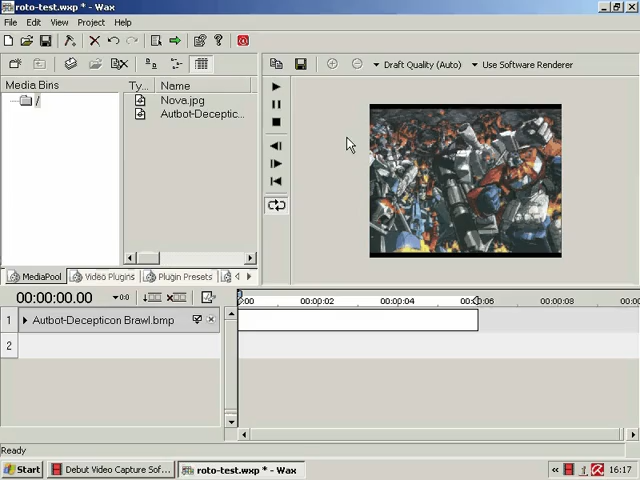 roto-test.wxp * - Wax
File Edit View Project Help
Draft Quality (Auto) Use Software Renderer
Media Bins
/
Ty... Name
Nova.jpg
Autbot-Deceptic...
MediaPool Video Plugins Plugin Presets
00:00:00.00
:00 00:00:02 00:00:04 00:00:06 00:00:08 00:0
1 Autbot-Decepticon Brawl.bmp
2
Ready
Start Debut Video Capture Sof... roto-test.wxp * - Wax « 16:17